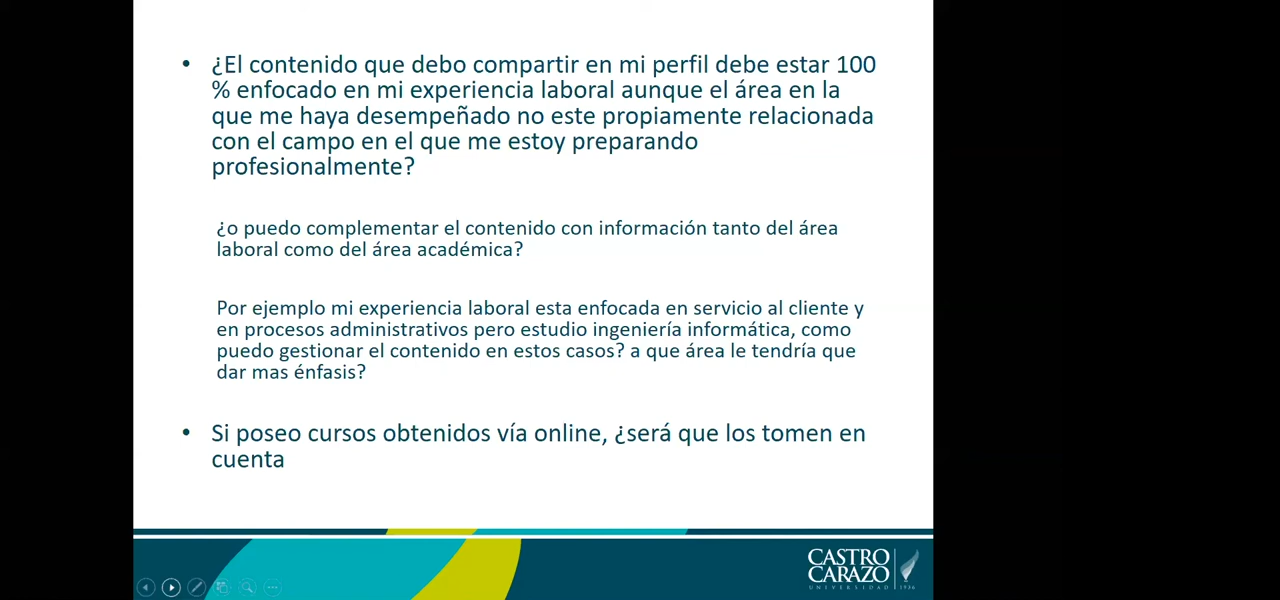 • ¿El contenido que debo compartir en mi perfil debe estar 100
% enfocado en mi experiencia laboral aunque el área en la
que me haya desempeñado no este propiamente relacionada
con el campo en el que me estoy preparando
profesionalmente?
¿o puedo complementar el contenido con información tanto del área
laboral como del área académica?
Por ejemplo mi experiencia laboral esta enfocada en servicio al cliente y
en procesos administrativos pero estudio ingeniería informática, como
puedo gestionar el contenido en estos casos? a que área le tendría que
dar mas énfasis?
• Si poseo cursos obtenidos vía online, ¿será que los tomen en
cuenta
CASTRO
CARAZO
UNIVERSIDAD 1936